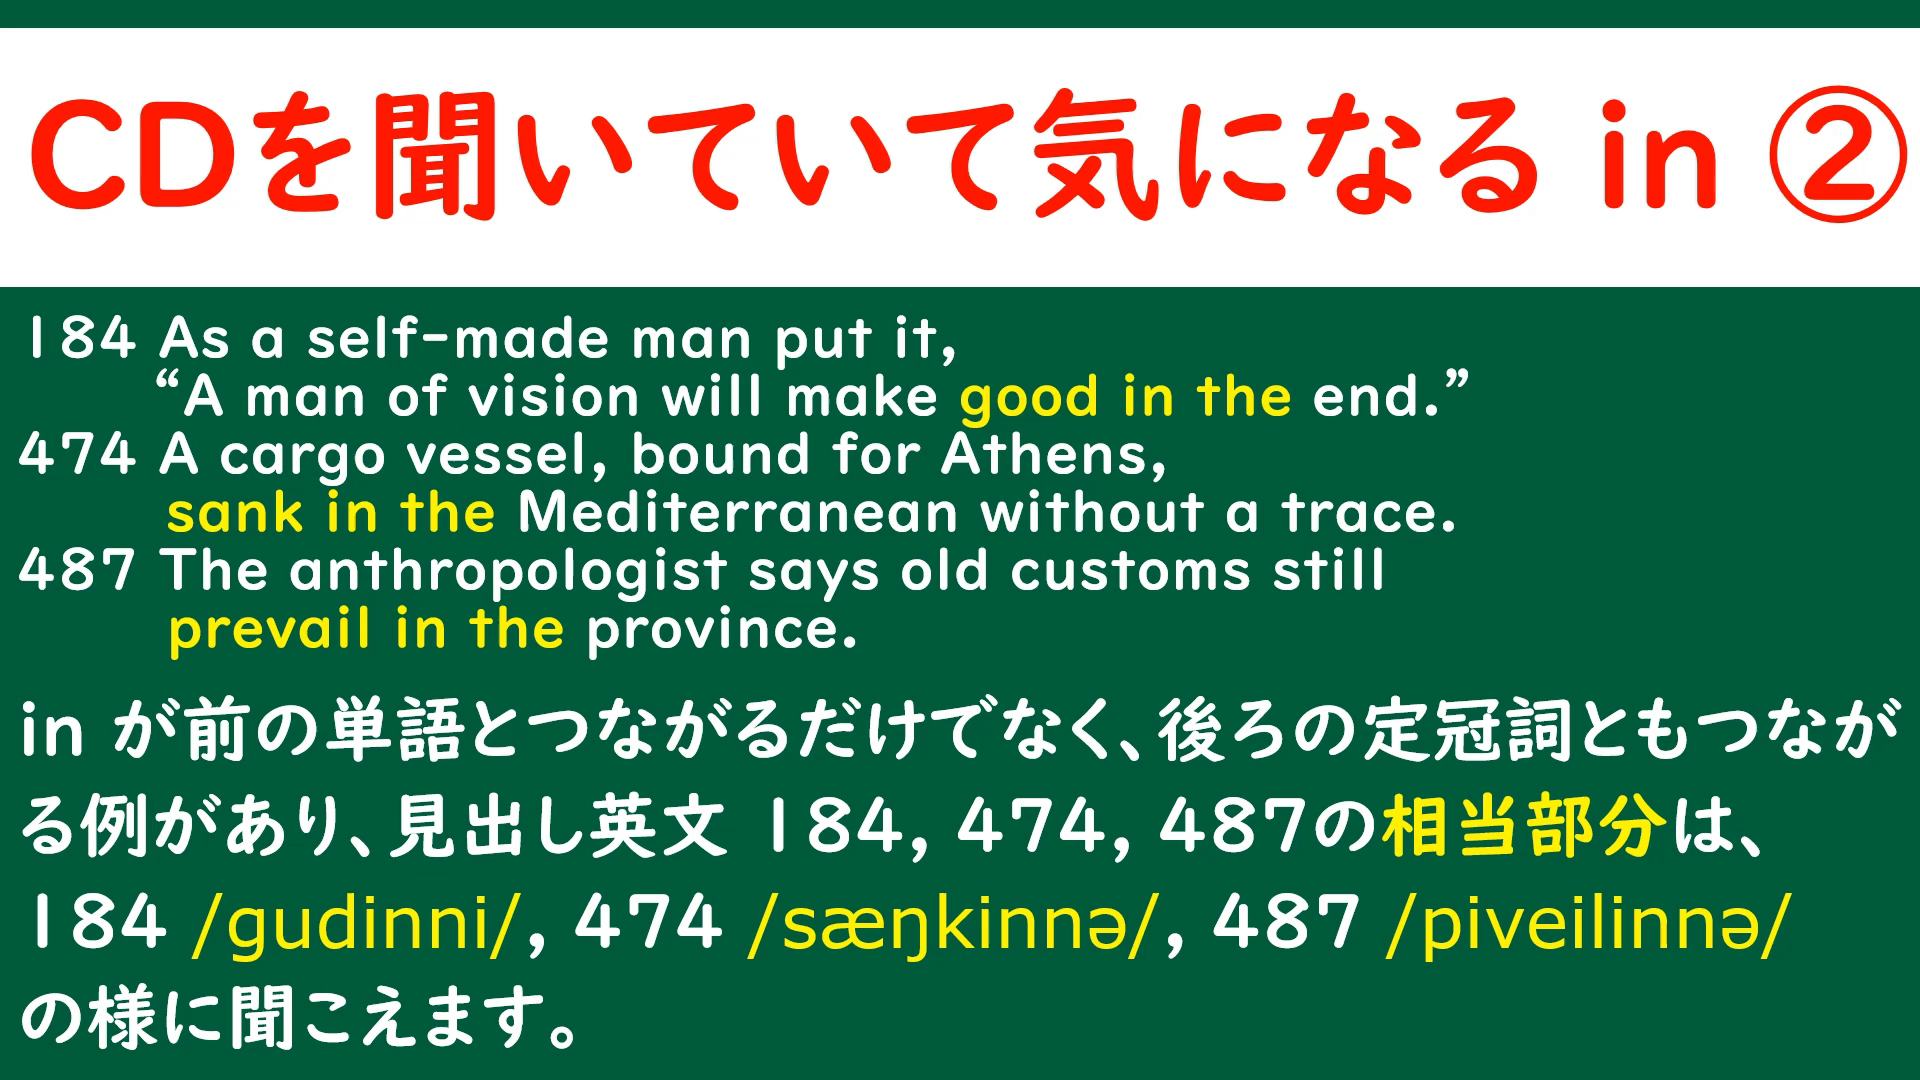 CDを聞いていて気になる in ②
184 As a self-made man put it,
“A man of vision will make good in the end.”
474 A cargo vessel, bound for Athens,
sank in the Mediterranean without a trace.
487 The anthropologist says old customs still
prevail in the province.
in が前の単語とつながるだけでなく、後ろの定冠詞ともつなが
る例があり、見出し英文 184, 474, 487の相当部分は、
184 /gudinni/, 474 /sæŋkinnə/, 487 /piveilinnə/
の様に聞こえます。